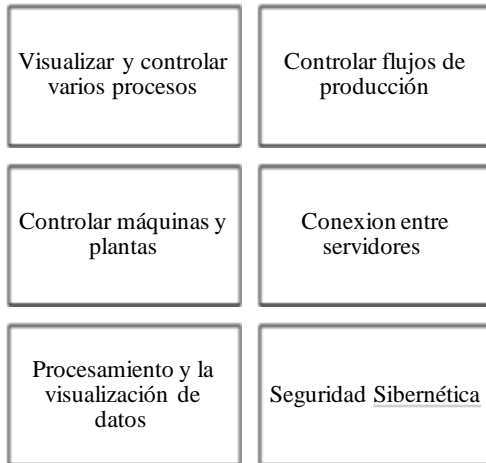 Visualizar y controlar
varios procesos
Controlar flujos de
producción
Controlar máquinas y
plantas
Conexion entre
servidores
Procesamiento y la
visualización de
datos
Seguridad Sibernética